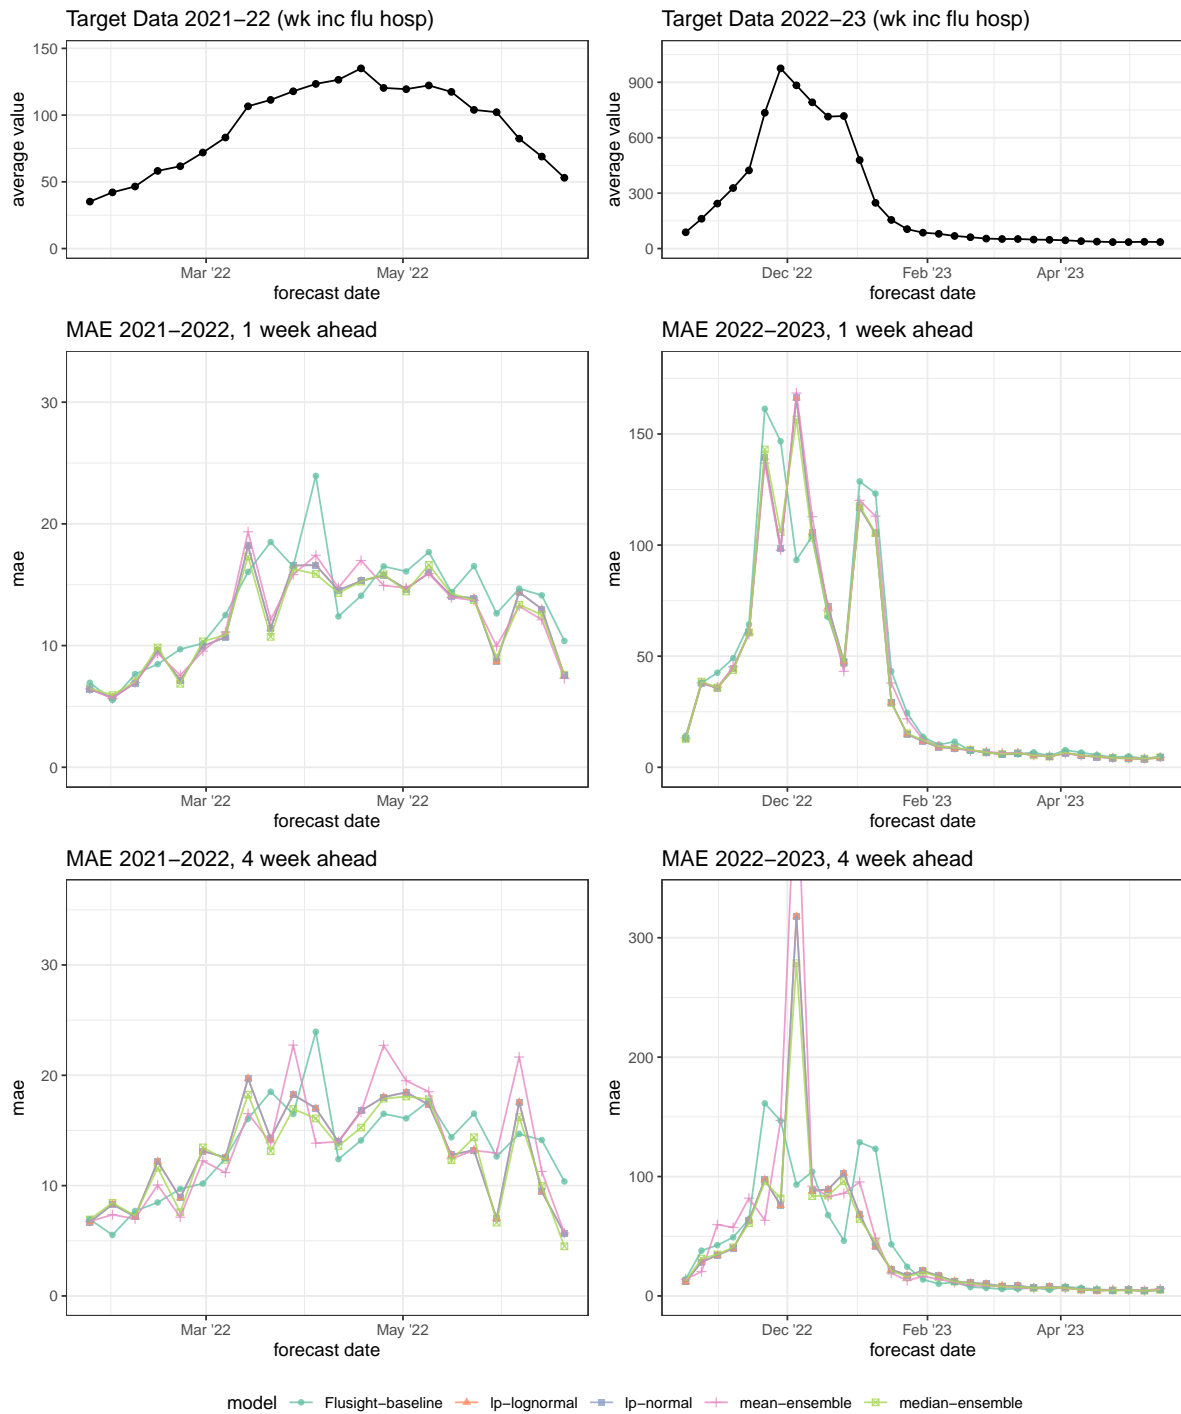 Target Data 2021−22 (wk inc flu hosp)
150
100
50
0
average value
Mar '22
May '22
forecast date
Target Data 2022−23 (wk inc flu hosp)
900
600
300
0
average value
Dec '22
Feb '23
Apr '23
forecast date
MAE 2021−2022, 1 week ahead
30
20
10
0
mae
Mar '22
May '22
forecast date
MAE 2022−2023, 1 week ahead
150
100
50
0
mae
Dec '22
Feb '23
Apr '23
forecast date
MAE 2021−2022, 4 week ahead
30
20
10
0
mae
Mar '22
May '22
forecast date
MAE 2022−2023, 4 week ahead
300
200
100
0
mae
Dec '22
Feb '23
Apr '23
forecast date
model Flusight−baseline lp−lognormal lp−normal mean−ensemble median−ensemble